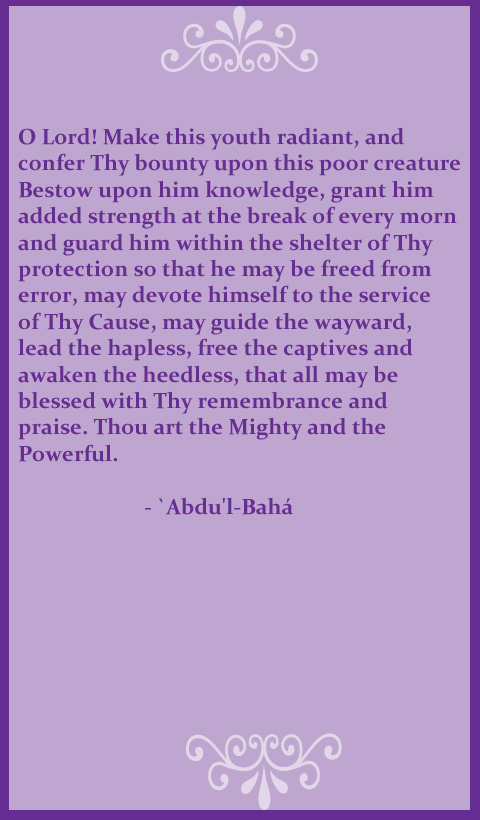 O Lord! Make this youth radiant, and
confer Thy bounty upon this poor creature
Bestow upon him knowledge, grant him
added strength at the break of every morn
and guard him within the shelter of Thy
protection so that he may be freed from
error, may devote himself to the service
of Thy Cause, may guide the wayward,
lead the hapless, free the captives and
awaken the heedless, that all may be
blessed with Thy remembrance and
praise. Thou art the Mighty and the
Powerful.
- `Abdu'l-Bahá